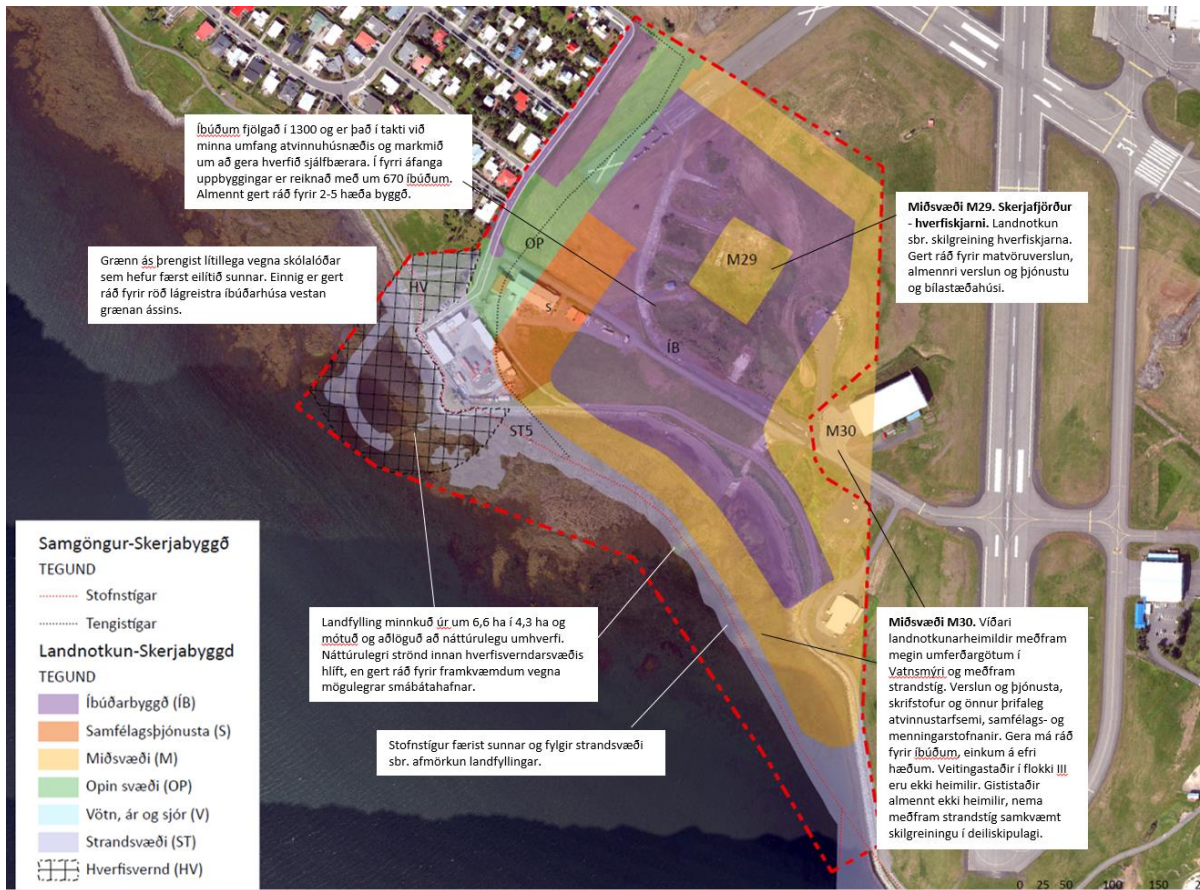 Íbúðum fjölgað í 1300 og er það í takti við
minna umfang atvinnuhúsnæðis og markmið
um að gera hverfið sjálfbærara. Í fyrri áfanga
uppbyggingar er reiknað með um 670 íbúðum.
Almennt gert ráð fyrir 2-5 hæða byggð.
Grænn ás þrengist lítillega vegna skólalóðar
sem hefur færst eilítið sunnar. Einnig er gert
ráð fyrir röð lágreistra íbúðarhúsa vestan
grænan ássins.
Miðsvæði M29. Skerjafjörður
- hverfiskjarni. Landnotkun
sbr. skilgreining hverfiskjarna.
Gert ráð fyrir matvöruverslun,
almennri verslun og þjónustu
og bílastæðahúsi.
OP
M29
HV
S
ÍB
ST5
M30
31
Landfylling minnkuð úr um 6,6 ha í 4,3 ha og
mótuð og aðlöguð að náttúrulegu umhverfi.
Náttúrulegri strönd innan hverfisverndarsvæðis
hlíft, en gert ráð fyrir framkvæmdum vegna
mögulegrar smábátahafnar.
Stofnstígur færist sunnar og fylgir strandsvæði
sbr. afmörkun landfyllingar.
Miðsvæði M30. Víðari
landnotkunarheimildir meðfram
megin umferðargötum í
Vatnsmýri og meðfram
strandstíg. Verslun og þjónusta,
skrifstofur og önnur þrifaleg
atvinnustarfsemi, samfélags- og
menningarstofnanir. Gera má ráð
fyrir íbúðum, einkum á efri
hæðum. Veitingastaðir í flokki III
eru ekki heimilir. Gististaðir
almennt ekki heimilir, nema
meðfram strandstíg samkvæmt
skilgreiningu í deiliskipulagi.
Samgöngur-Skerjabyggð
TEGUND
Stofnstígar
Tengistígar
Landnotkun-Skerjabyggd
TEGUND
Íbúðarbyggð (ÍB)
Samfélagsþjónusta (S)
Miðsvæði (M)
Opin svæði (OP)
Vötn, ár og sjór (V)
Strandsvæði (ST)
Hverfisvernd (HV)
0 25 50 100 150